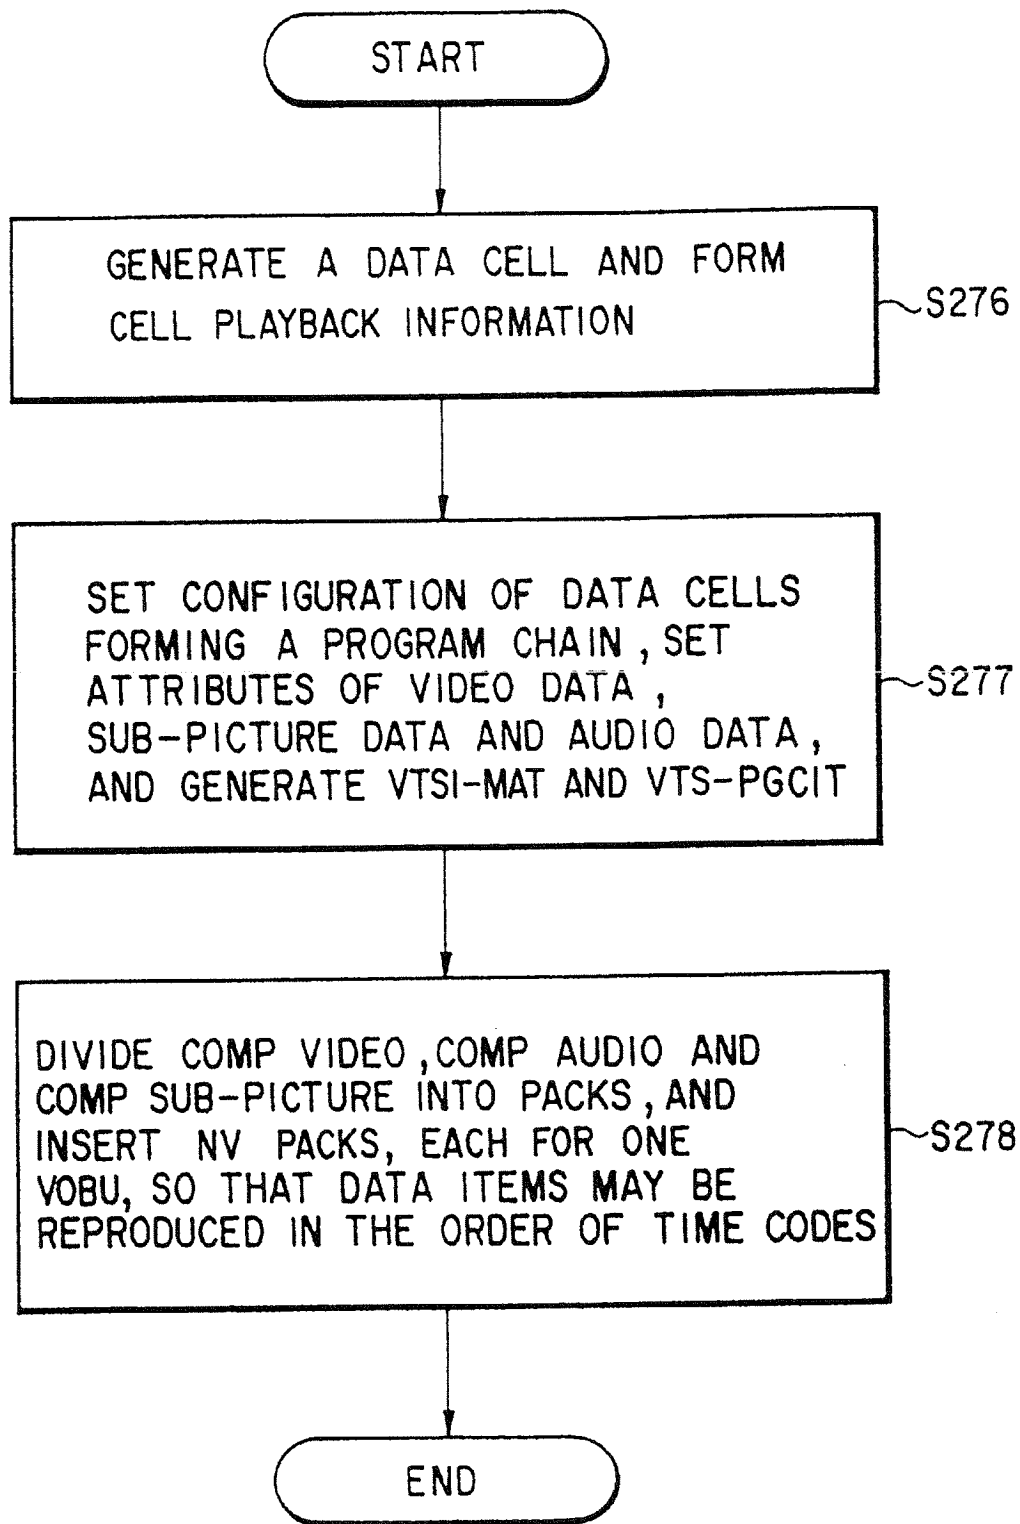 START
GENERATE A DATA CELL AND FORM
CELL PLAYBACK INFORMATION
S276
SET CONFIGURATION OF DATA CELLS
FORMING A PROGRAM CHAIN, SET
ATTRIBUTES OF VIDEO DATA,
SUB-PICTURE DATA AND AUDIO DATA,
AND GENERATE VTSI-MAT AND VTS-PGCIT
S277
DIVIDE COMP VIDEO, COMP AUDIO AND
COMP SUB-PICTURE INTO PACKS, AND
INSERT NV PACKS, EACH FOR ONE
VOBU, SO THAT DATA ITEMS MAY BE
REPRODUCED IN THE ORDER OF TIME CODES
S278
END